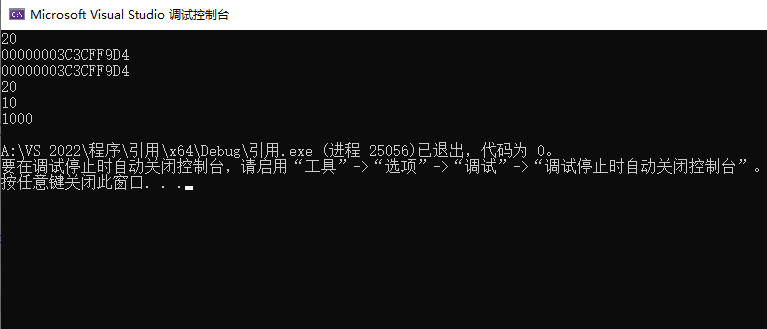 Microsoft Visual Studio 调试控制台
20
00000003C3CFF9D4
00000003C3CFF9D4
20
10
1000
A:\VS 2022\程序\引用\x64\Debug\引用.exe (进程 25056)已退出，代码为 0。
要在调试停止时自动关闭控制台，请启用“工具”->“选项”->“调试”->“调试停止时自动关闭控制台”。
按任意键关闭此窗口. . .